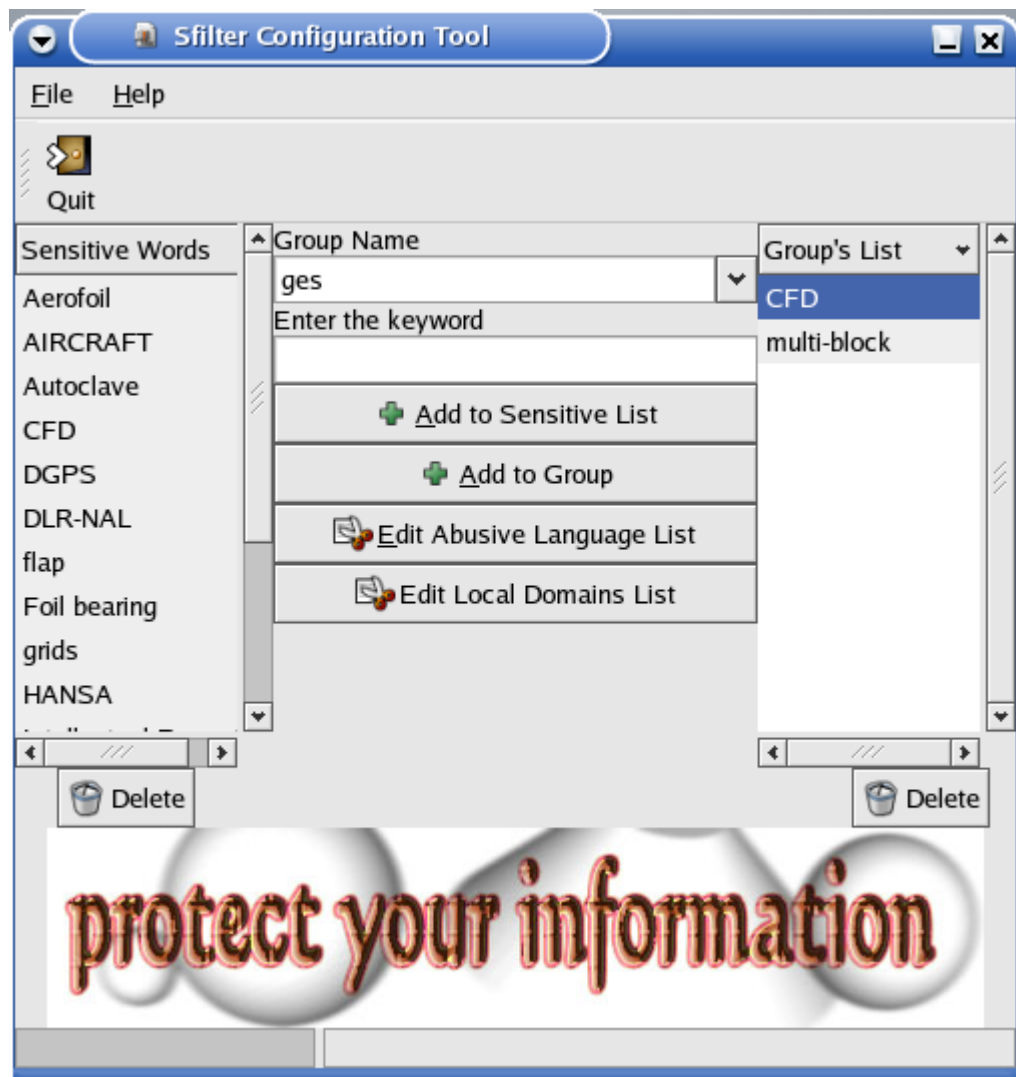 Sfilter Configuration Tool
File Help
Quit
Sensitive Words
Aerofoil
AIRCRAFT
Autoclave
CFD
DGPS
DLR-NAL
flap
Foil bearing
grids
HANSA
Delete
Group Name
ges
Enter the keyword
Add to Sensitive List
Add to Group
Edit Abusive Language List
Edit Local Domains List
Group's List
CFD
multi-block
Delete
protect your information